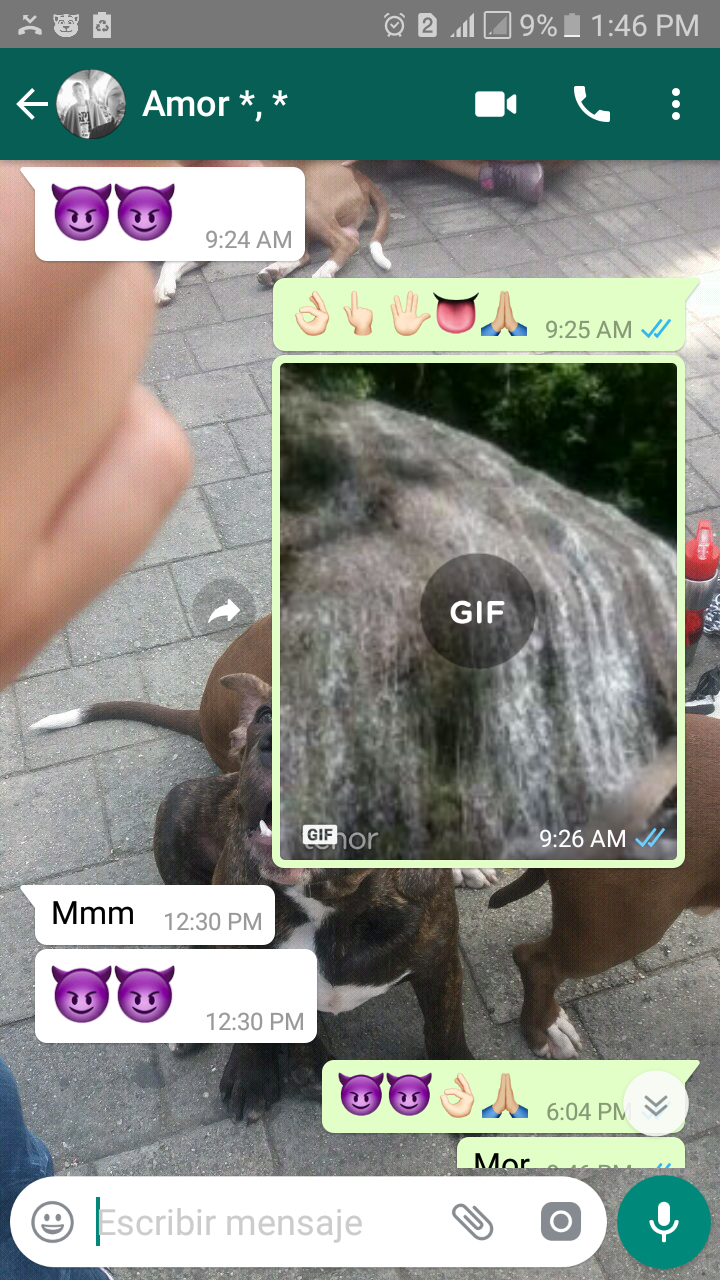 2 9% 1:46 PM
Amor *, *
😈😈 9:24 AM
👌🏻👆🏻🖖🏻👅🙏🏼 9:25 AM
GIF
GIF tenor 9:26 AM
Mmm 12:30 PM
😈😈 12:30 PM
😈😈👌🏻🙏🏼 6:04 PM
Mor
Escribir mensaje